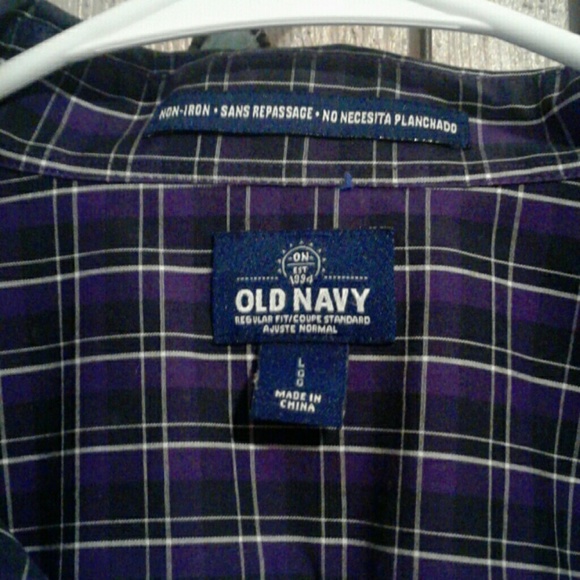 NON-IRON • SANS REPASSAGE • NO NECESITA PLANCHADO
ON
EST
1994
OLD NAVY
REGULAR FIT/COUPE STANDARD
AJUSTE NORMAL
L
G
G
MADE IN
CHINA